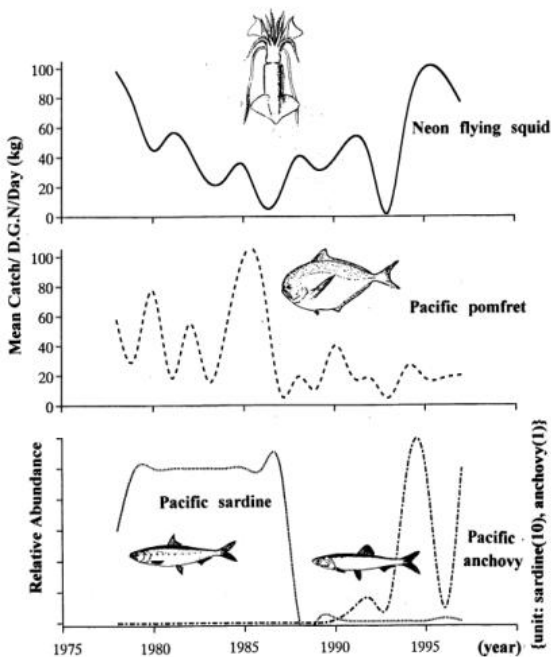 100
80
60
40
20
0
Neon flying squid
Mean Catch/ D.G.N/Day (kg)
100
80
60
40
20
0
Pacific pomfret
Relative Abundance
Pacific sardine
Pacific
anchovy
{unit: sardine(10), anchovy(1)}
1975
1980
1985
1990
1995
(year)